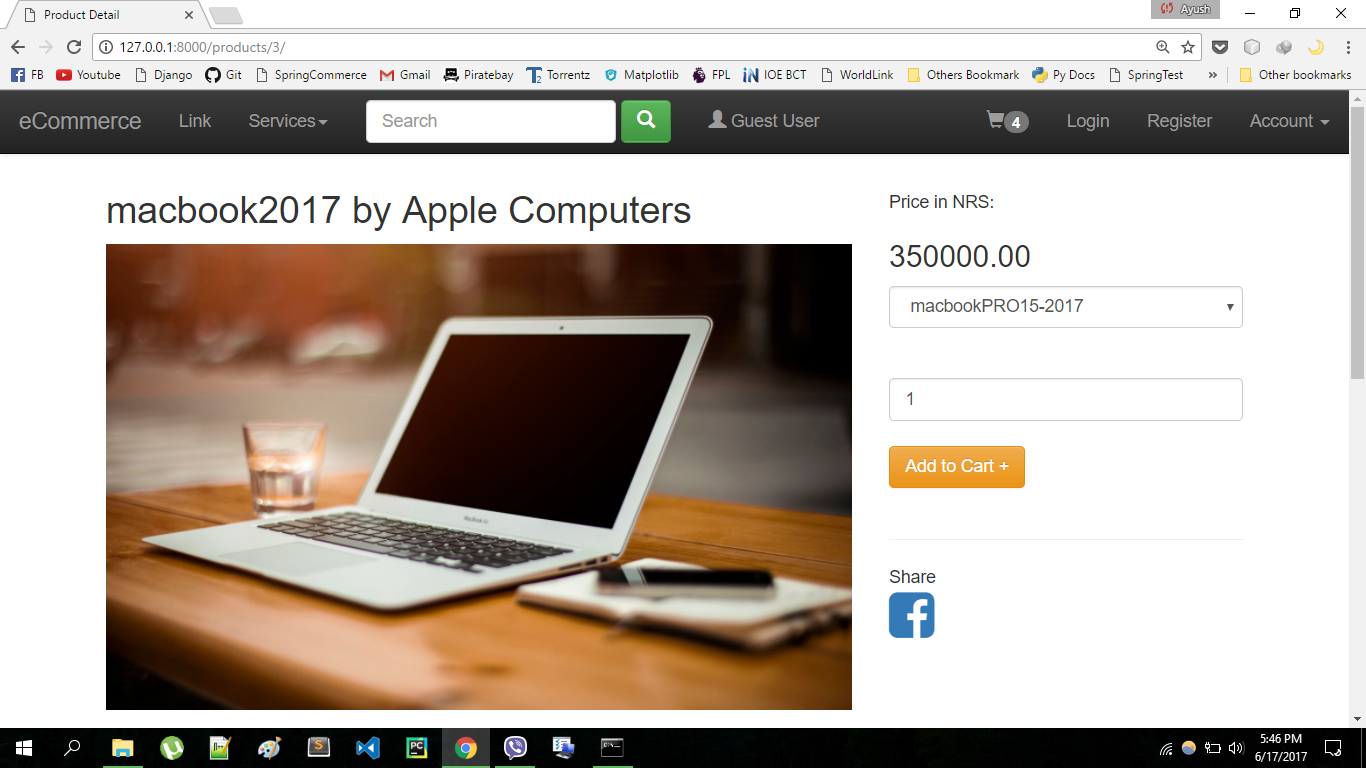 Product Detail
Ayush
127.0.0.1:8000/products/3/
FB Youtube Django Git SpringCommerce Gmail Piratebay Torrentz Matplotlib FPL IOE BCT WorldLink Others Bookmark Py Docs SpringTest » Other bookmarks
eCommerce Link Services Search Guest User 4 Login Register Account
macbook2017 by Apple Computers
Price in NRS:
350000.00
macbookPRO15-2017
1
Add to Cart +
Share
5:46 PM
6/17/2017